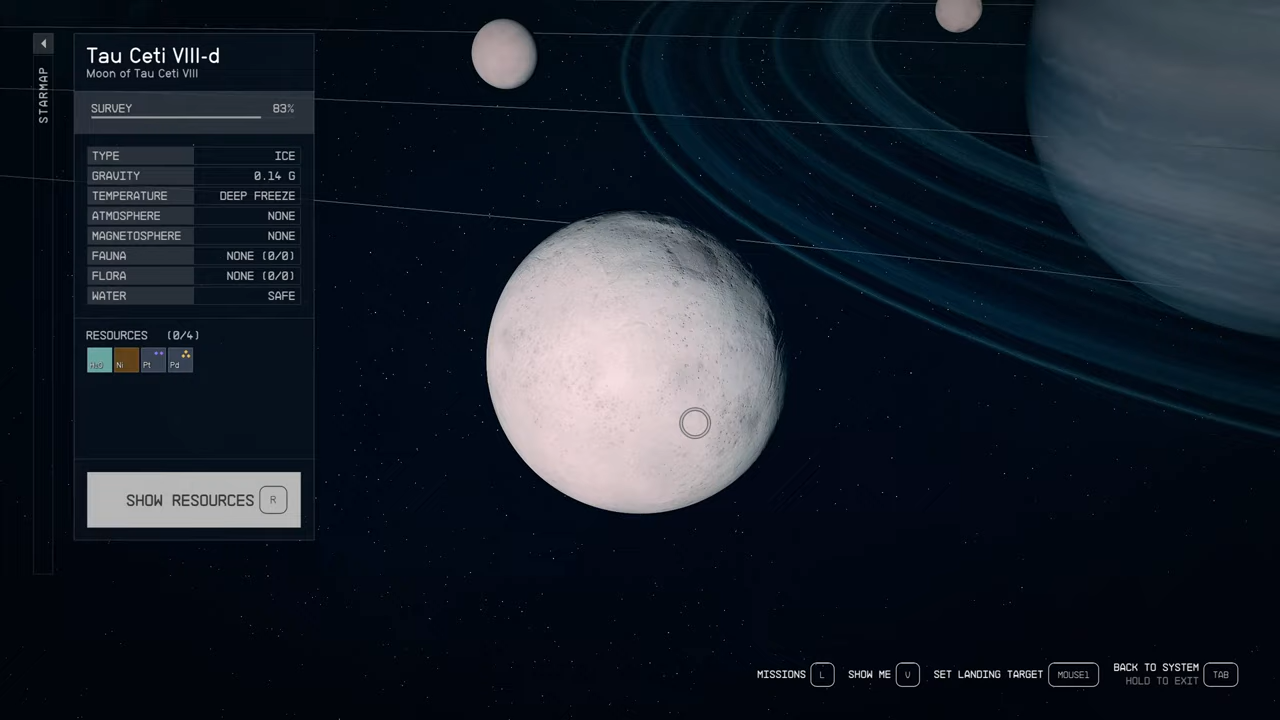 STARMAP
Tau Ceti VIII-d
Moon of Tau Ceti VIII
SURVEY 83%
TYPE ICE
GRAVITY 0.14 G
TEMPERATURE DEEP FREEZE
ATMOSPHERE NONE
MAGNETOSPHERE NONE
FAUNA NONE (0/0)
FLORA NONE (0/0)
WATER SAFE
RESOURCES (0/4)
H2O Ni Pt Pd
SHOW RESOURCES R
MISSIONS L SHOW ME V SET LANDING TARGET MOUSE1 BACK TO SYSTEM TAB
HOLD TO EXIT